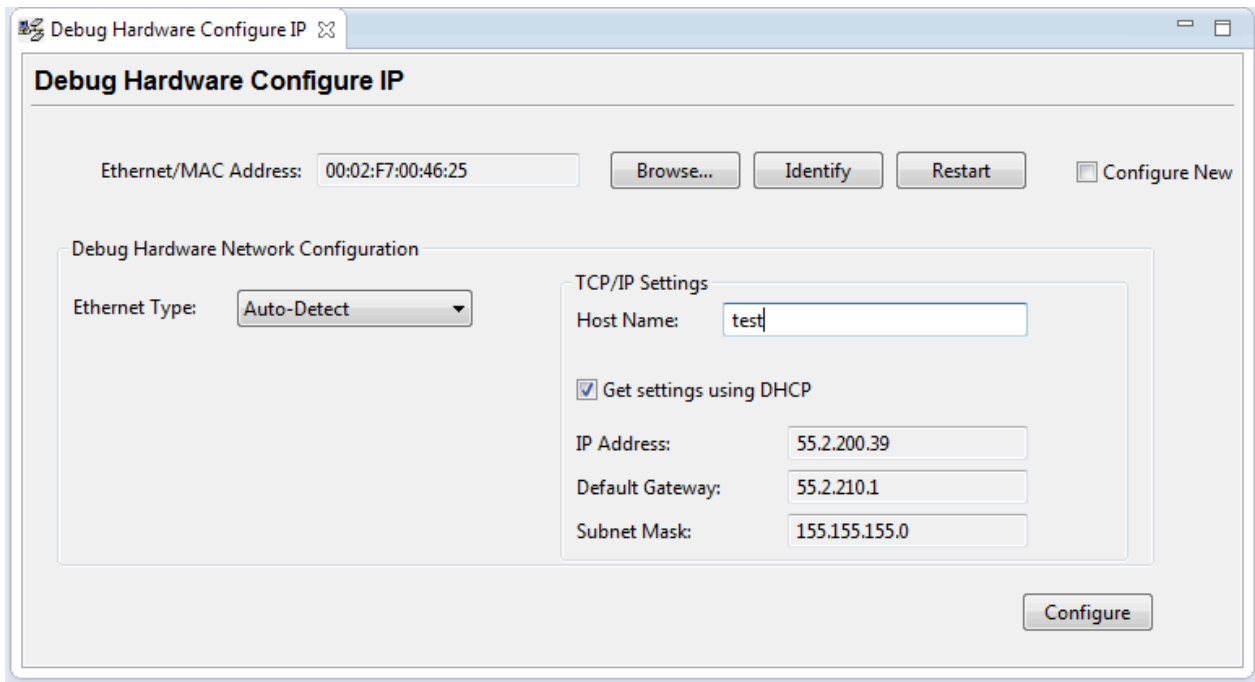 Debug Hardware Configure IP
Debug Hardware Configure IP
Ethernet/MAC Address: 00:02:F7:00:46:25 Browse... Identify Restart Configure New
Debug Hardware Network Configuration
Ethernet Type: Auto-Detect
TCP/IP Settings
Host Name: test
Get settings using DHCP
IP Address: 55.2.200.39
Default Gateway: 55.2.210.1
Subnet Mask: 155.155.155.0
Configure